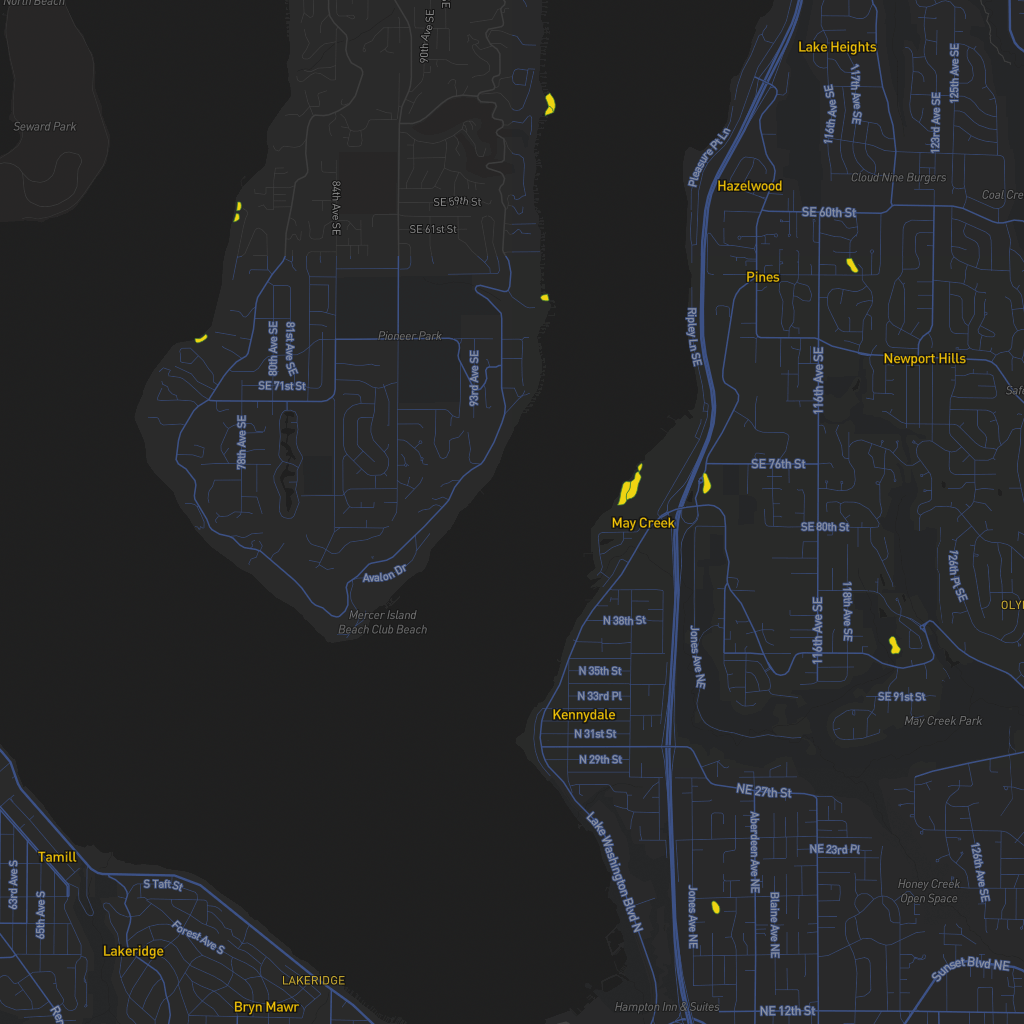 North Beach
90th Ave SE
Lake Heights
117th Ave SE
116th Ave SE
125th Ave SE
123rd Ave SE
Seward Park
Pleasure Pt Ln
Cloud Nine Burgers
Hazelwood
84th Ave SE
SE 59th St
SE 60th St
SE 61st St
Pines
Ripley Ln SE
Pioneer Park
80th Ave SE
81st Ave SE
93rd Ave SE
Newport Hills
116th Ave SE
SE 71st St
78th Ave SE
SE 76th St
May Creek
SE 80th St
Avalon Dr
126th Pl SE
118th Ave SE
116th Ave SE
Mercer Island
Beach Club Beach
N 38th St
Jones Ave NE
N 35th St
N 33rd Pl
SE 91st St
Kennydale
May Creek Park
N 31st St
N 29th St
NE 27th St
Lake Washington Blvd N
Aberdeen Ave NE
NE 23rd Pl
Tamill
126th Ave SE
63rd Ave S
65th Ave S
S Taft St
Honey Creek
Open Space
Jones Ave NE
Blaine Ave NE
Forest Ave S
Lakeridge
LAKERIDGE
Sunset Blvd NE
Bryn Mawr
Hampton Inn & Suites
NE 12th St